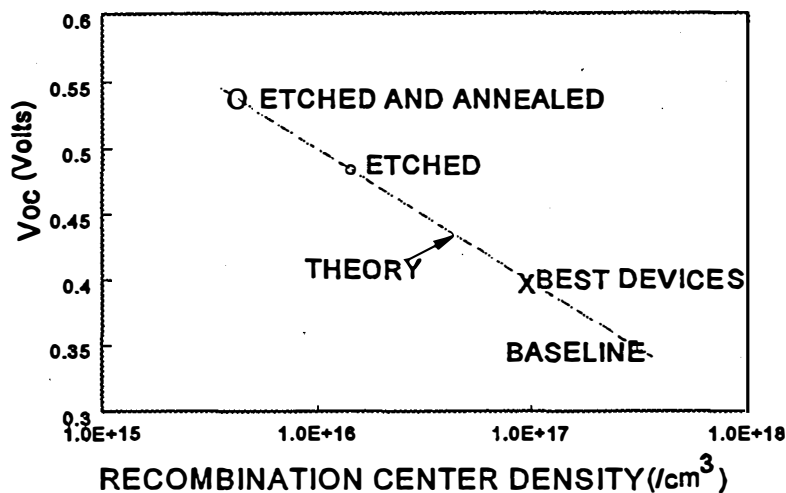 0.6
0.55
0.5
0.45
0.4
0.35
0.3
Voc (Volts)
ETCHED AND ANNEALED
ETCHED
THEORY
BEST DEVICES
BASELINE
1.0E+15
1.0E+16
1.0E+17
1.0E+18
RECOMBINATION CENTER DENSITY(/cm³)